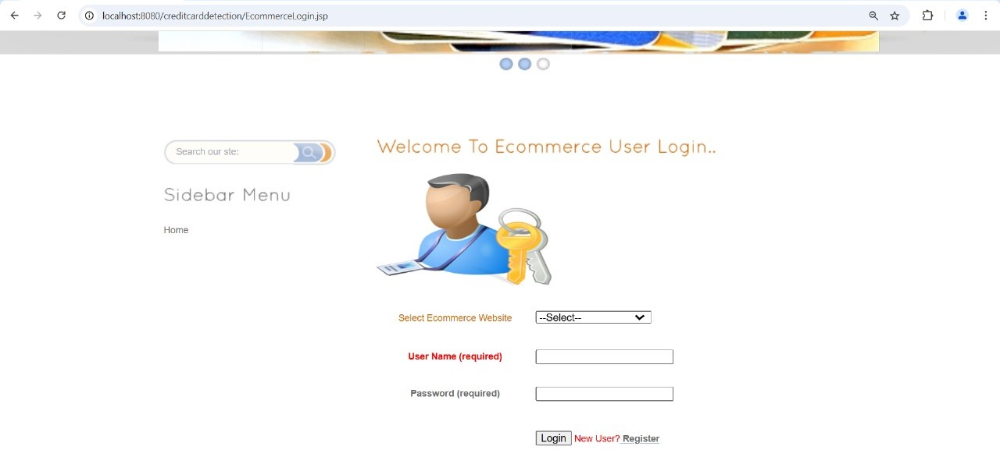 localhost:8080/creditcarddetection/EcommerceLogin.jsp
Search our ste:
Welcome To Ecommerce User Login..
Sidebar Menu
Home
Select Ecommerce Website --Select--
User Name (required)
Password (required)
Login New User? Register